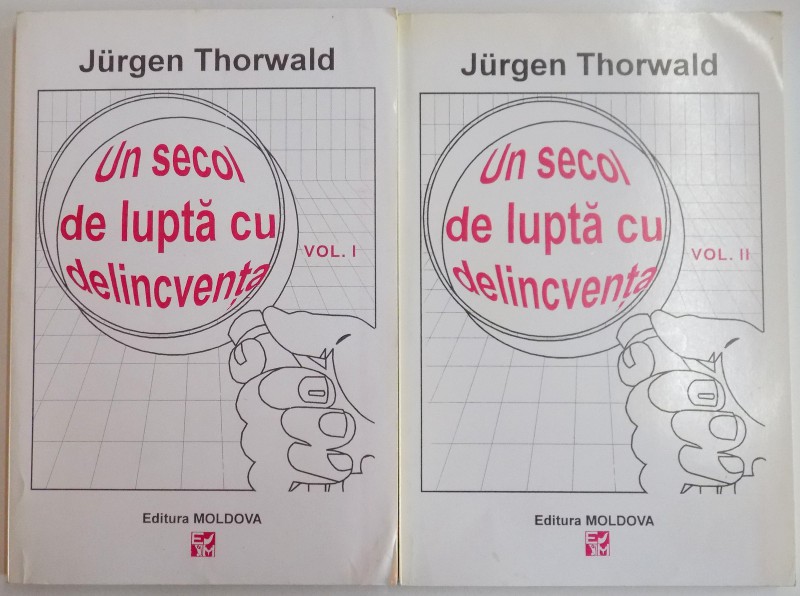 Jürgen Thorwald
Un secol
de luptă cu
delincvența
VOL. I
Editura MOLDOVA
Jürgen Thorwald
Un secol
de luptă cu
delincvența
VOL. II
Editura MOLDOVA